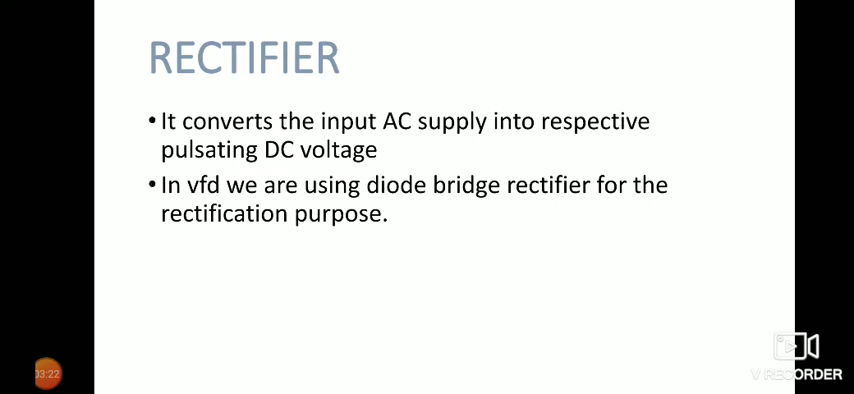 RECTIFIER
• It converts the input AC supply into respective
pulsating DC voltage
• In vfd we are using diode bridge rectifier for the
rectification purpose.
03:22
V RECORDER